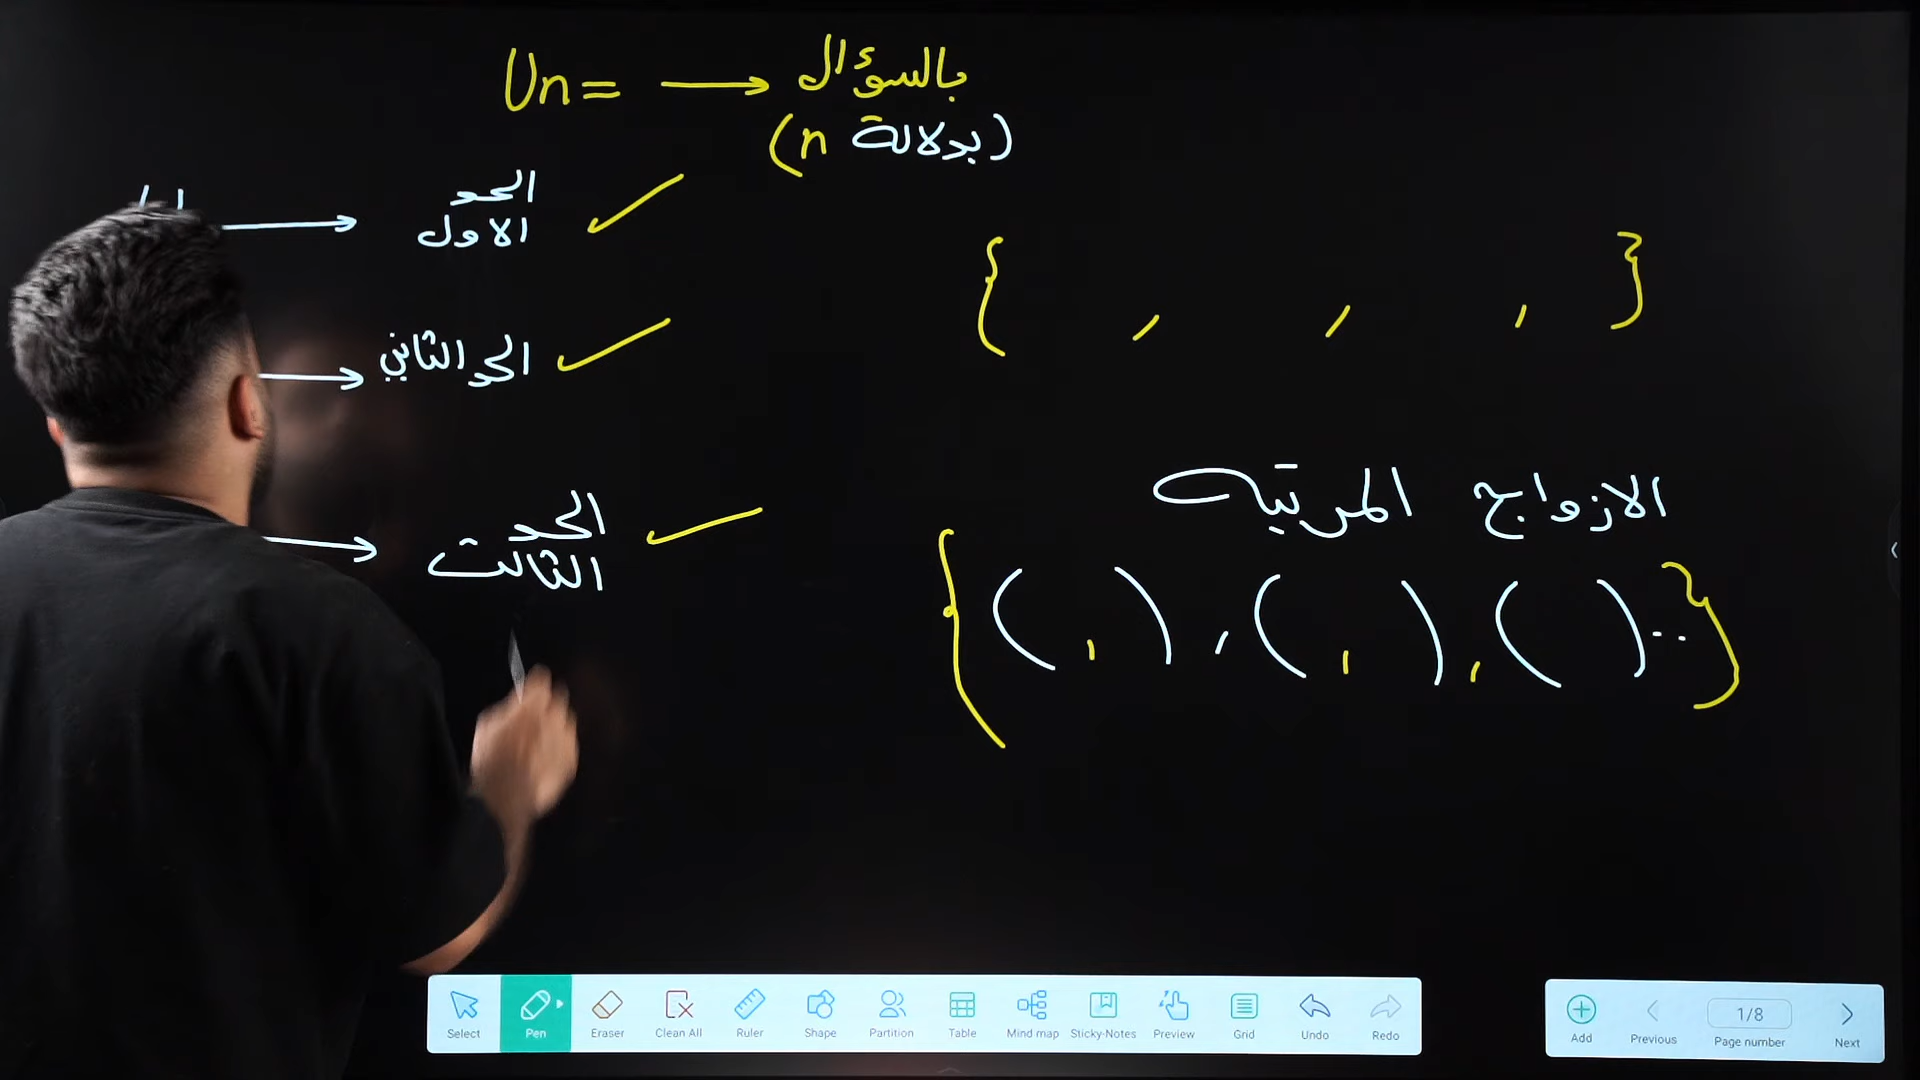 Un = → بالسؤال
(بدلالة n)
→ الحد
الاول ✓
{ , , , }
→ الحد الثاني ✓
الازواج المرتبه
→ الحد
الثالث ✓
{( , ) , ( , ) , ( )..}
Select Pen Eraser Clean All Ruler Shape Partition Table Mind map Sticky-Notes Preview Grid Undo Redo
Add Previous 1/8 Page number Next